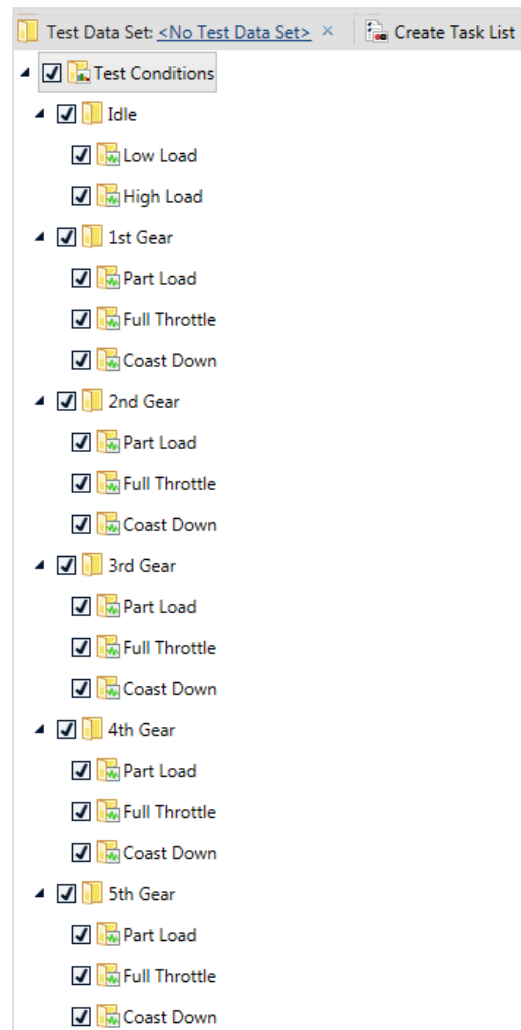 Test Data Set: <No Test Data Set> × Create Task List
Test Conditions
Idle
Low Load
High Load
1st Gear
Part Load
Full Throttle
Coast Down
2nd Gear
Part Load
Full Throttle
Coast Down
3rd Gear
Part Load
Full Throttle
Coast Down
4th Gear
Part Load
Full Throttle
Coast Down
5th Gear
Part Load
Full Throttle
Coast Down